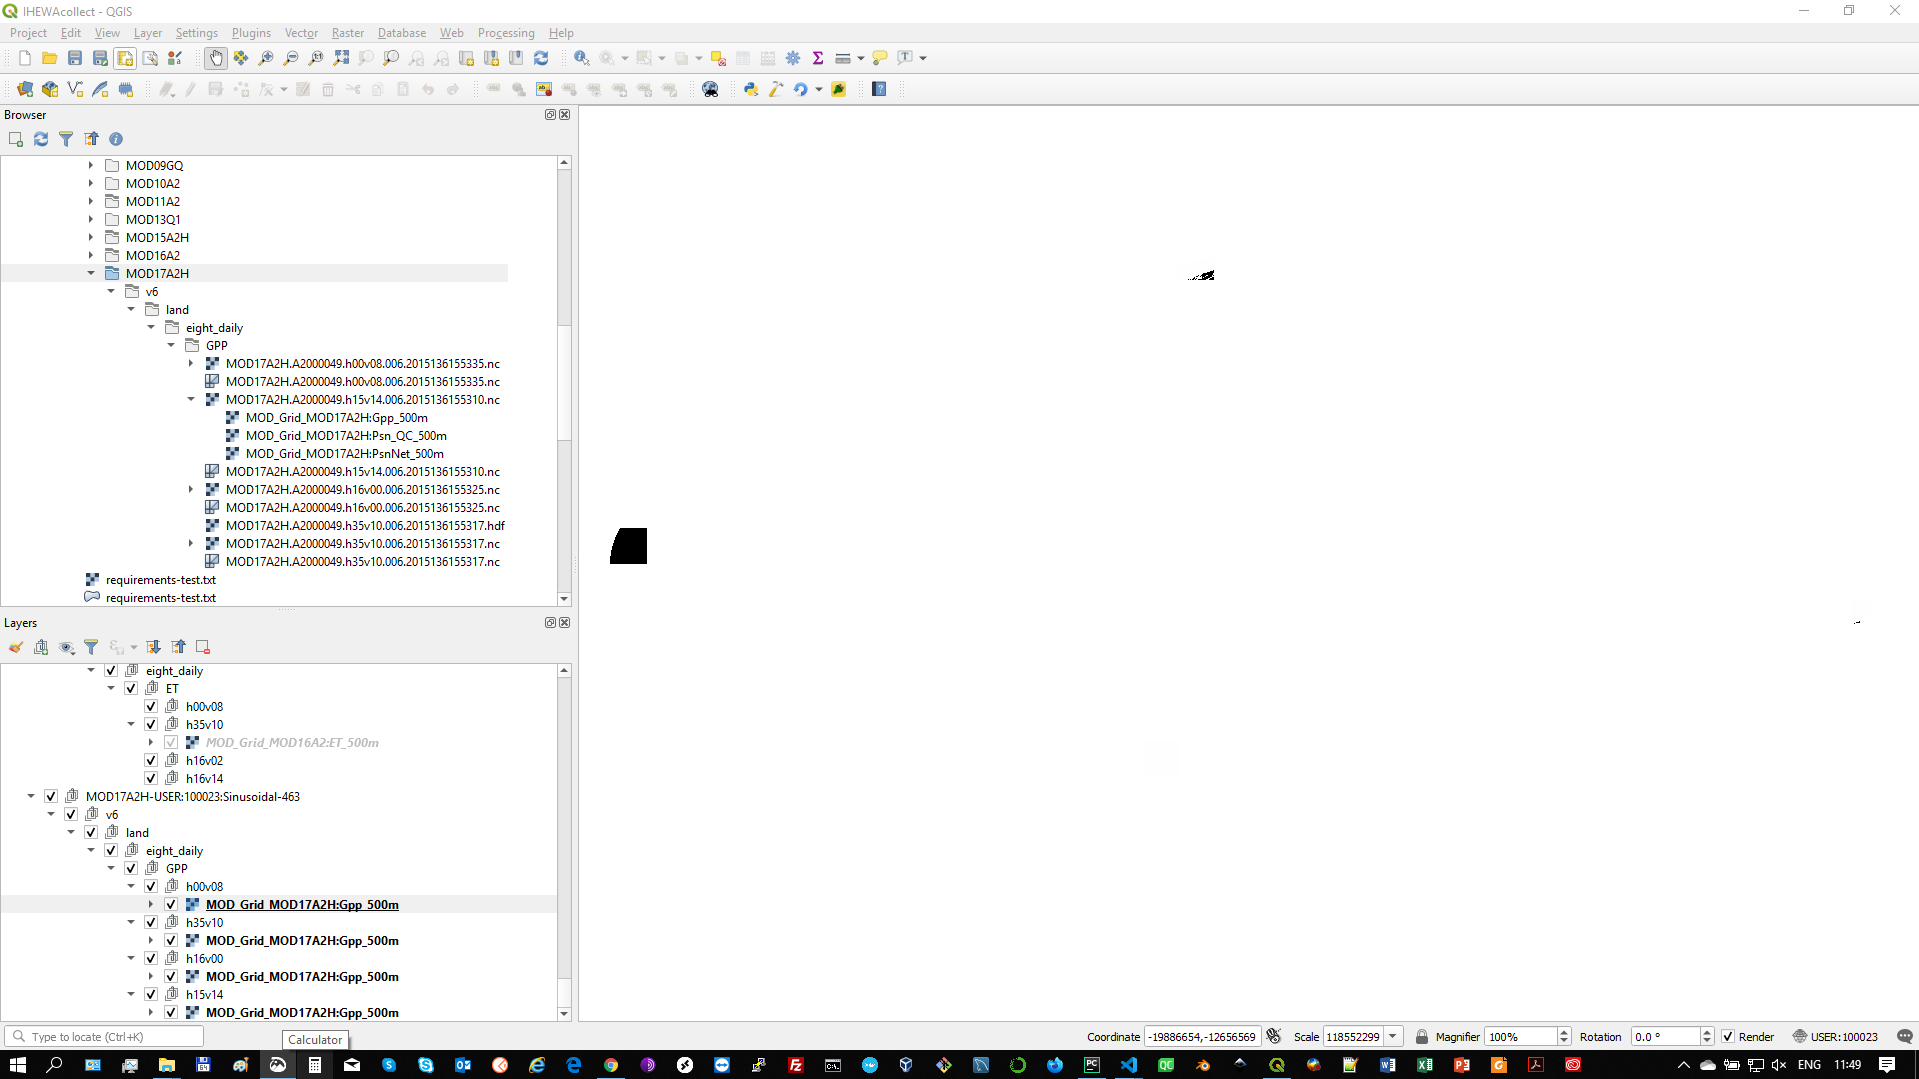 IHEWAcollect - QGIS
Project Edit View Layer Settings Plugins Vector Raster Database Web Processing Help
Browser
MOD09GQ
MOD10A2
MOD11A2
MOD13Q1
MOD15A2H
MOD16A2
MOD17A2H
v6
land
eight_daily
GPP
MOD17A2H.A2000049.h00v08.006.2015136155335.nc
MOD17A2H.A2000049.h00v08.006.2015136155335.nc
MOD17A2H.A2000049.h15v14.006.2015136155310.nc
MOD_Grid_MOD17A2H:Gpp_500m
MOD_Grid_MOD17A2H:Psn_QC_500m
MOD_Grid_MOD17A2H:PsnNet_500m
MOD17A2H.A2000049.h15v14.006.2015136155310.nc
MOD17A2H.A2000049.h16v00.006.2015136155325.nc
MOD17A2H.A2000049.h16v00.006.2015136155325.nc
MOD17A2H.A2000049.h35v10.006.2015136155317.hdf
MOD17A2H.A2000049.h35v10.006.2015136155317.nc
MOD17A2H.A2000049.h35v10.006.2015136155317.nc
requirements-test.txt
requirements-test.txt
Layers
eight_daily
ET
h00v08
h35v10
MOD_Grid_MOD16A2:ET_500m
h16v02
h16v14
MOD17A2H-USER:100023:Sinusoidal-463
v6
land
eight_daily
GPP
h00v08
MOD_Grid_MOD17A2H:Gpp_500m
h35v10
MOD_Grid_MOD17A2H:Gpp_500m
h16v00
MOD_Grid_MOD17A2H:Gpp_500m
h15v14
MOD_Grid_MOD17A2H:Gpp_500m
Type to locate (Ctrl+K)
Calculator
Coordinate -19886654,-12656569 Scale 118552299 Magnifier 100% Rotation 0.0 ° Render USER:100023
ENG 11:49